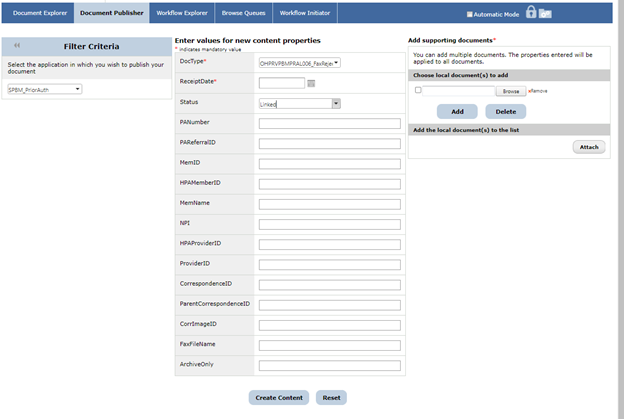 Document Explorer
Document Publisher
Workflow Explorer
Browse Queues
Workflow Initiator
Automatic Mode
Filter Criteria
Select the application in which you wish to publish your
document
SPBM_PriorAuth
Enter values for new content properties
* Indicates mandatory value
DocType*
OHPRVPBMPRAL006_FaxRejec
ReceiptDate*
Status
Linked
PANumber
PAReferralID
MemID
HPAMemberID
MemName
NPI
HPAProviderID
ProviderID
CorrespondenceID
ParentCorrespondenceID
CorrImageID
FaxFileName
ArchiveOnly
Create Content
Reset
Add supporting documents*
You can add multiple documents. The properties entered will be
applied to all documents.
Choose local document(s) to add
Browse
Remove
Add
Delete
Add the local document(s) to the list
Attach